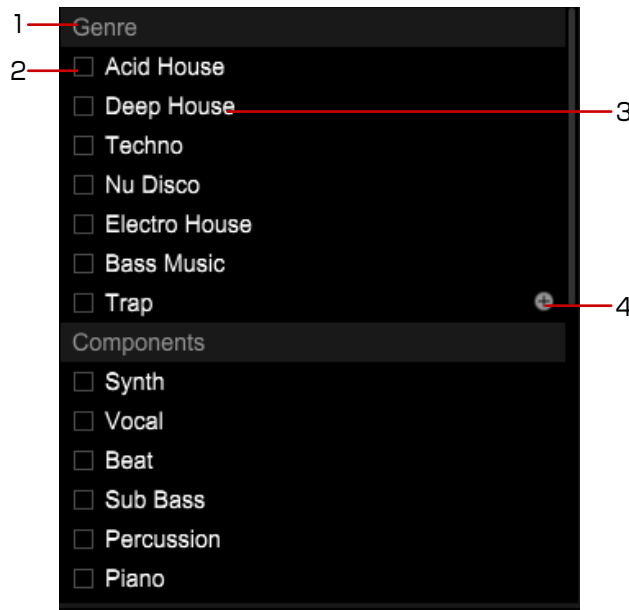 1 Genre
2 Acid House
Deep House 3
Techno
Nu Disco
Electro House
Bass Music
Trap 4
Components
Synth
Vocal
Beat
Sub Bass
Percussion
Piano